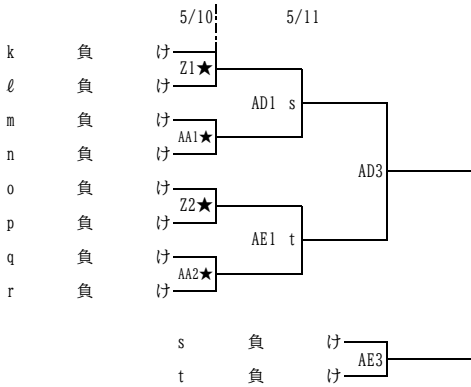 5/10 5/11
k 負 け
Z1★
ℓ 負 け
AD1 s
m 負 け
AA1★
n 負 け
AD3
o 負 け
Z2★
p 負 け
AE1 t
q 負 け
AA2★
r 負 け
s 負 け
AE3
t 負 け